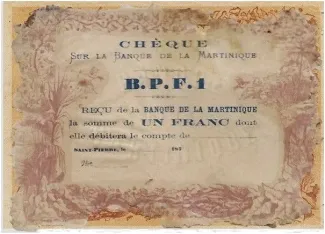 CHÈQUE
SUR LA BANQUE DE LA MARTINIQUE
B.P.F.1
REÇU de la BANQUE DE LA MARTINIQUE
la somme de UN FRANC dont
elle débitera le compte de
SAINT-PIERRE, le 187